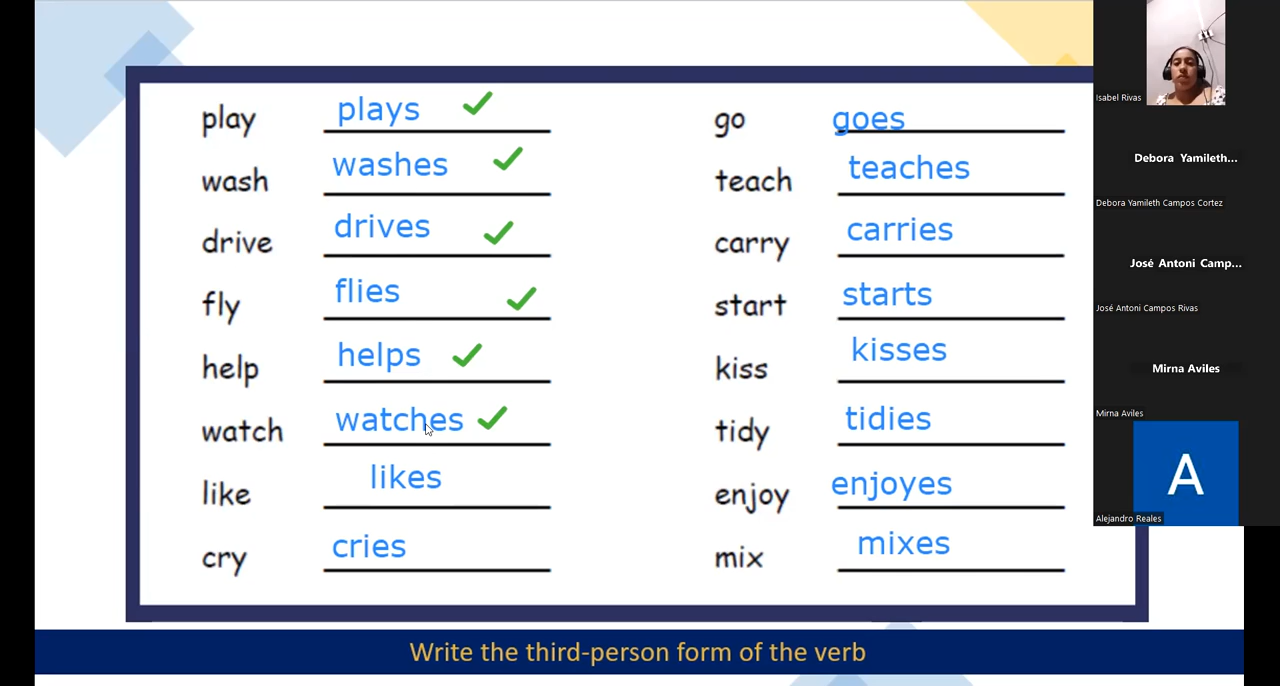 play plays go goes
wash washes teach teaches
drive drives carry carries
fly flies start starts
help helps kiss kisses
watch watches tidy tidies
like likes enjoy enjoyes
cry cries mix mixes
Write the third-person form of the verb
Isabel Rivas
Debora Yamileth...
Debora Yamileth Campos Cortez
José Antoni Camp...
José Antoni Campos Rivas
Mirna Aviles
Mirna Aviles
A
Alejandro Reales